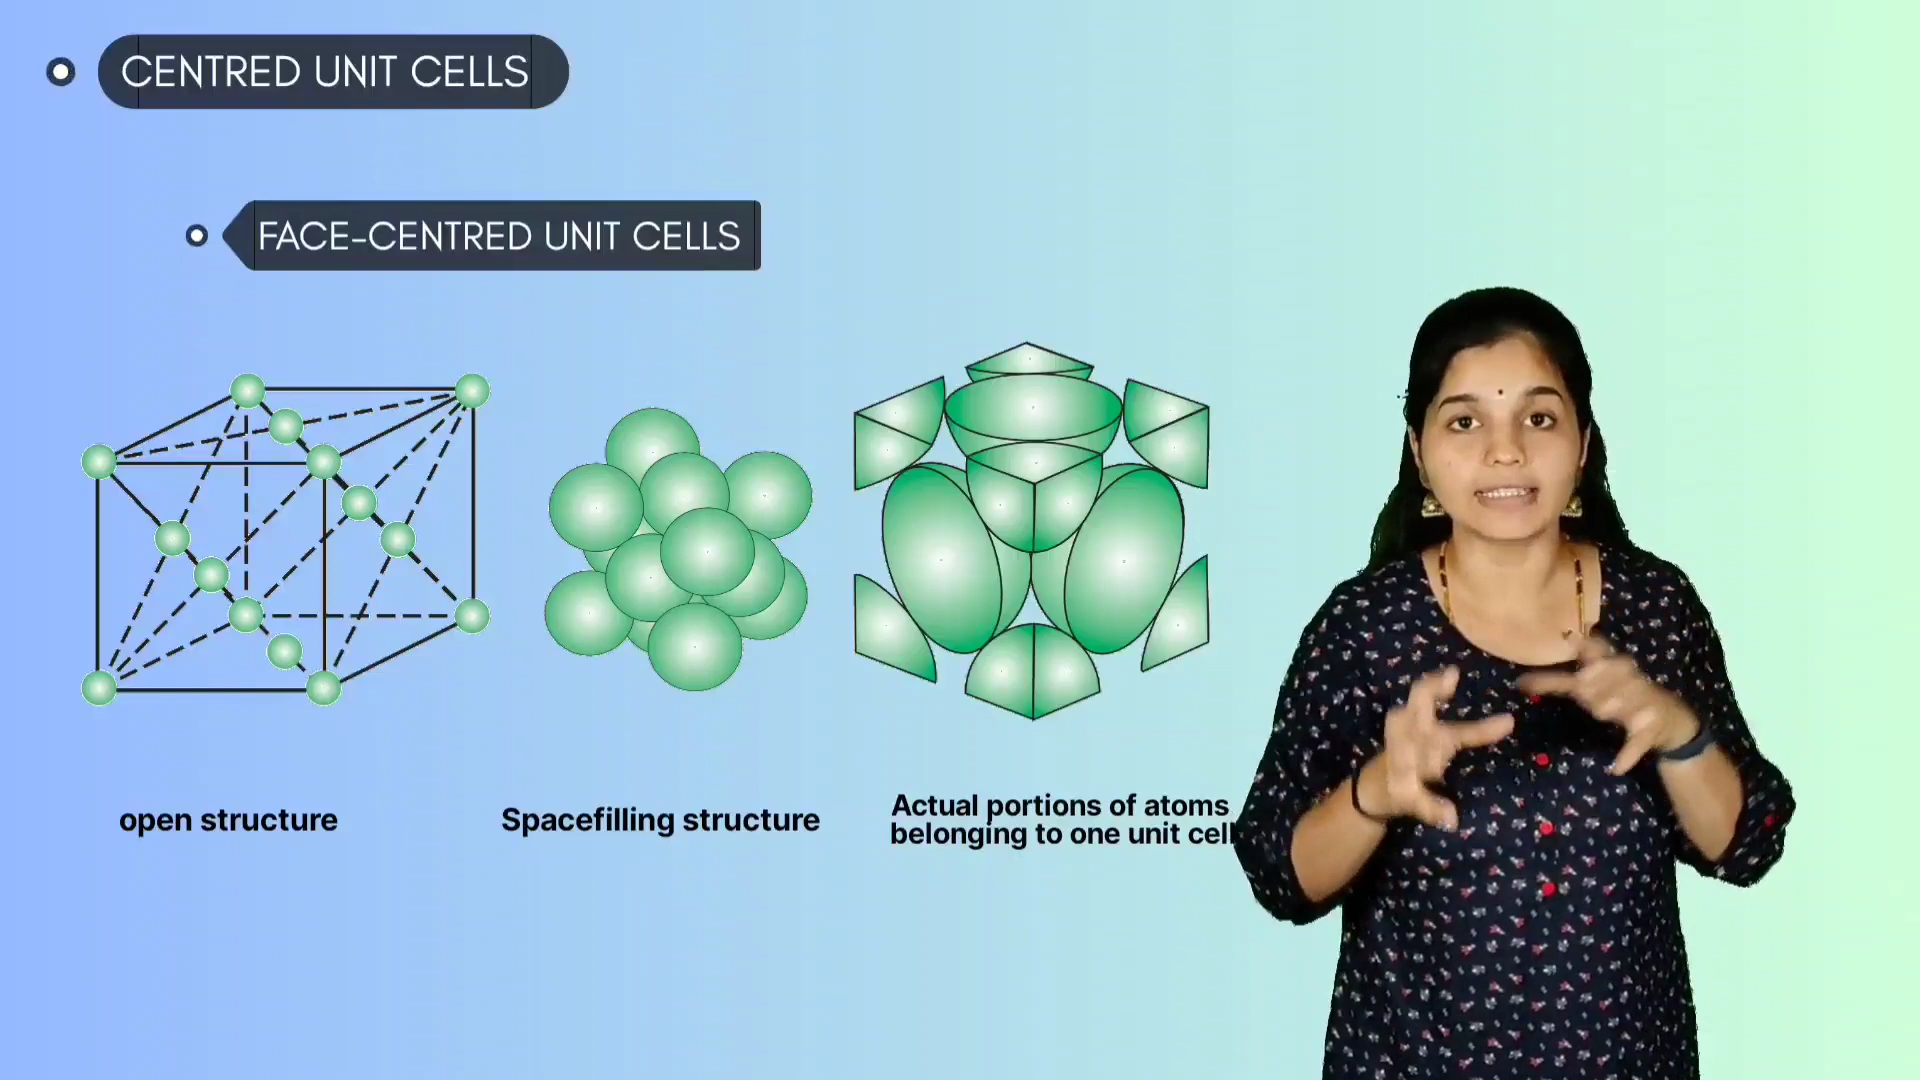 CENTRED UNIT CELLS
FACE-CENTRED UNIT CELLS
open structure
Spacefilling structure
Actual portions of atoms
belonging to one unit cell